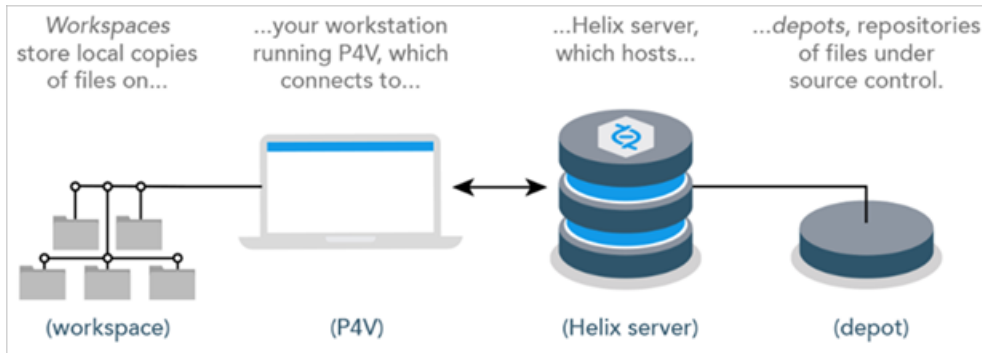 Workspaces
store local copies
of files on...
...your workstation
running P4V, which
connects to...
...Helix server,
which hosts...
...depots, repositories
of files under
source control.
(workspace)
(P4V)
(Helix server)
(depot)